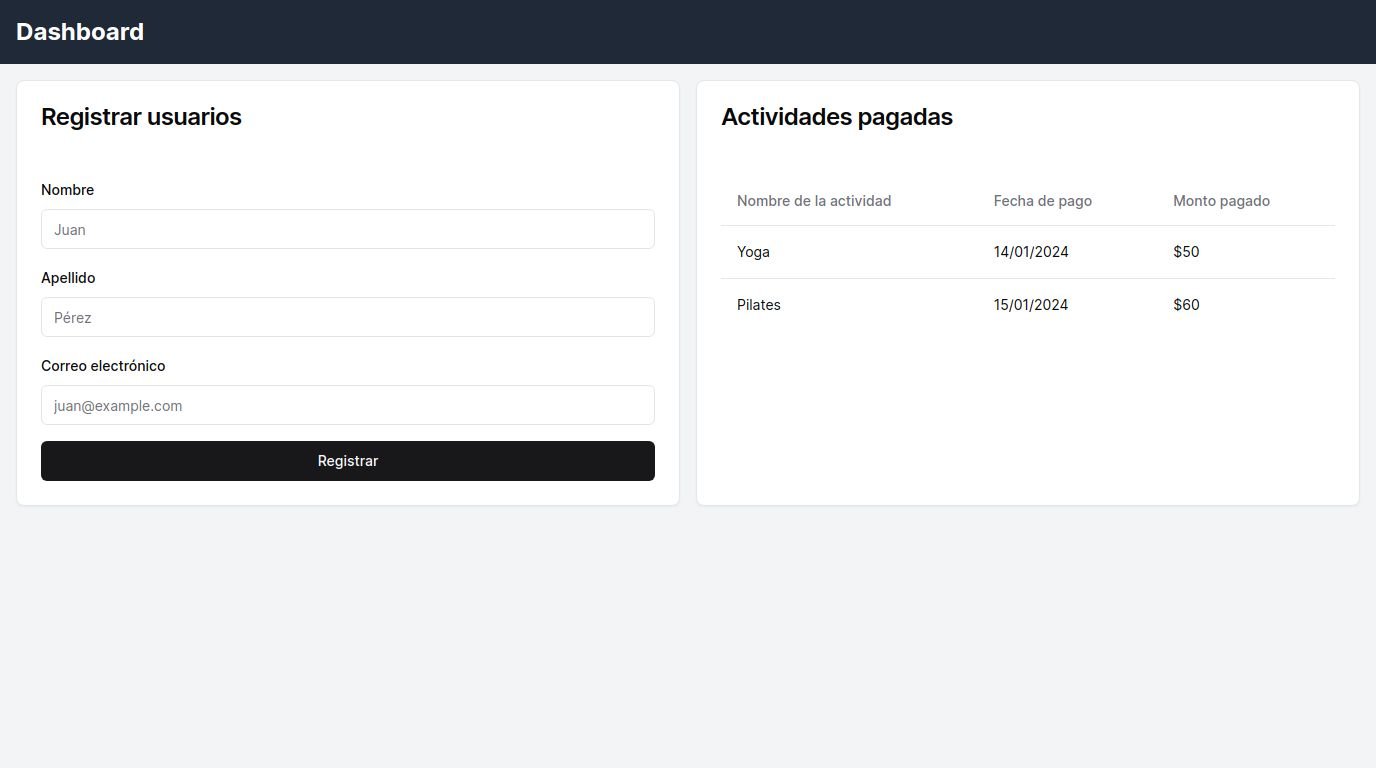 Dashboard
Registrar usuarios
Nombre
Juan
Apellido
Pérez
Correo electrónico
juan@example.com
Registrar
Actividades pagadas
Nombre de la actividad Fecha de pago Monto pagado
Yoga 14/01/2024 $50
Pilates 15/01/2024 $60